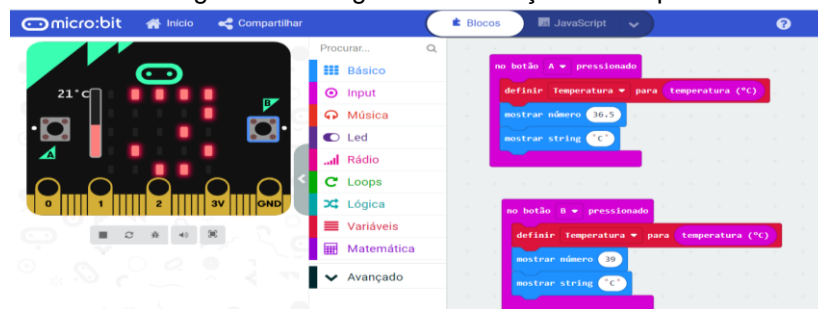 micro:bit Início Compartilhar Blocos JavaScript ?
Procurar...
Básico
Input
Música
Led
Rádio
Loops
Lógica
Variáveis
Matemática
Avançado
21°C
B
A
0 1 2 3V GND
no botão A pressionado
definir Temperatura para temperatura (°C)
mostrar número 36.5
mostrar string "°C"
no botão B pressionado
definir Temperatura para temperatura (°C)
mostrar número 39
mostrar string "°C"